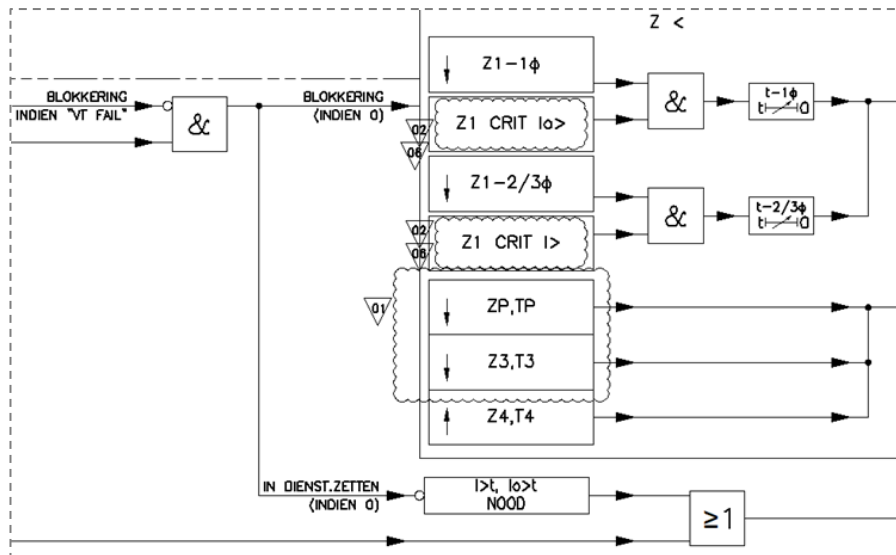 Z <
Z1-1ϕ
t-1ϕ
&
t 0
BLOKKERING
INDIEN "VT FAIL"
&
BLOKKERING
(INDIEN 0)
02
Z1 CRIT Io>
06
Z1-2/3ϕ
t-2/3ϕ
&
t 0
02
Z1 CRIT I>
06
01
ZP,TP
Z3,T3
Z4,T4
IN DIENST.ZETTEN
(INDIEN 0)
I>t, Io>t
NOOD
≥1